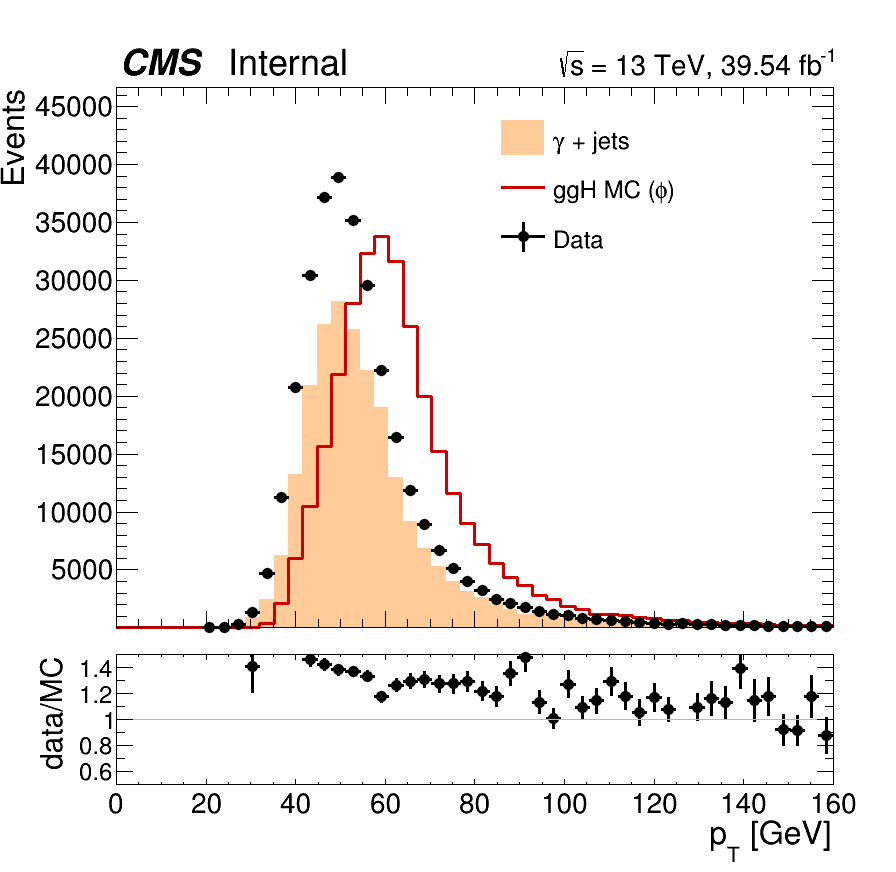 CMS Internal
√s = 13 TeV, 39.54 fb⁻¹
Events
45000
40000
35000
30000
25000
20000
15000
10000
5000
γ + jets
ggH MC (ϕ)
Data
data/MC
1.4
1.2
1
0.8
0.6
0 20 40 60 80 100 120 140 160
p_T [GeV]